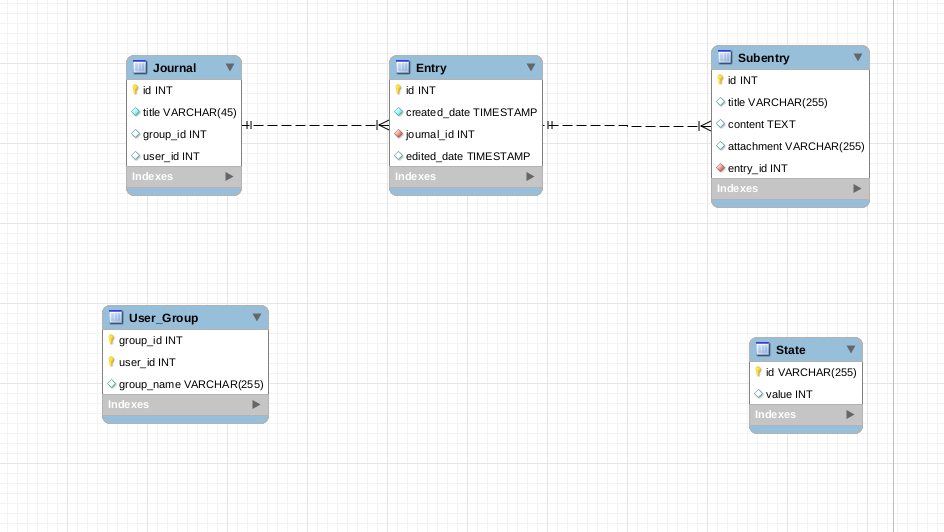 Journal
id INT
title VARCHAR(45)
group_id INT
user_id INT
Indexes
Entry
id INT
created_date TIMESTAMP
journal_id INT
edited_date TIMESTAMP
Indexes
Subentry
id INT
title VARCHAR(255)
content TEXT
attachment VARCHAR(255)
entry_id INT
Indexes
User_Group
group_id INT
user_id INT
group_name VARCHAR(255)
Indexes
State
id VARCHAR(255)
value INT
Indexes